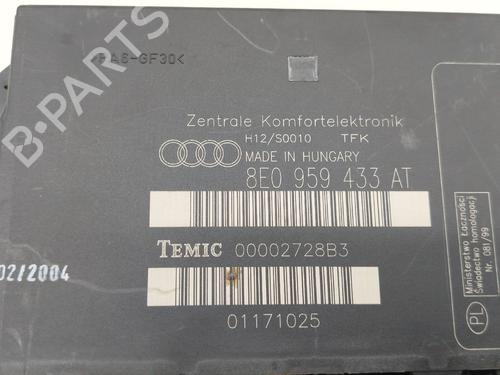 >PA6-GF30<
Zentrale Komfortelektronik
H12/S0010 TFK
MADE IN HUNGARY
8E0 959 433 AT
TEMIC 00002728B3
01171025
02/2004
Ministerstwo Łączności
Świadectwo homologacji
Nr. 081/99
PL
B-PARTS